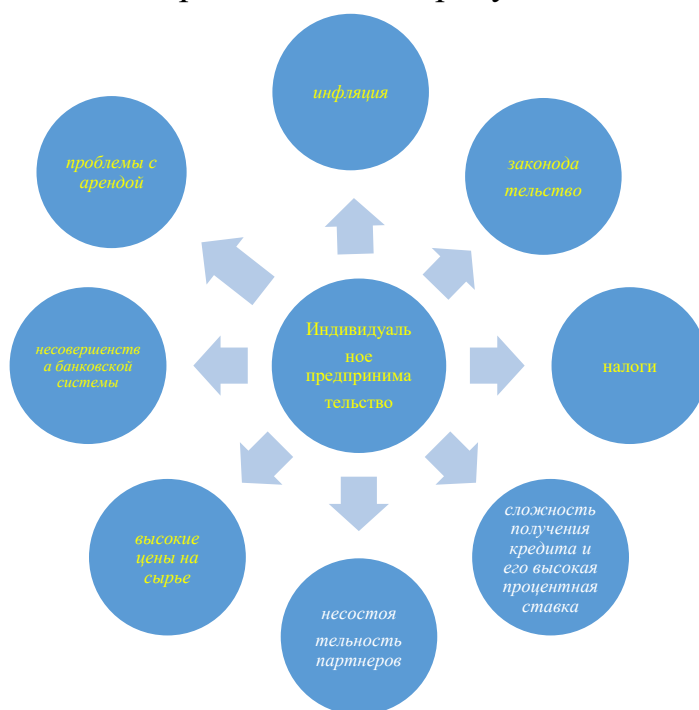 инфляция
законода
тельство
налоги
сложность
получения
кредита и
его высокая
процентная
ставка
несостоя
тельность
партнеров
высокие
цены на
сырье
несовершенств
а банковской
системы
проблемы с
арендой
Индивидуаль
ное
предпринима
тельство